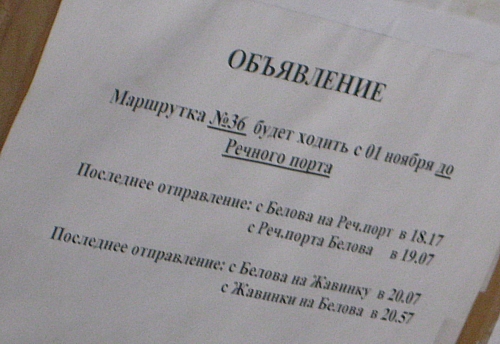 ОБЪЯВЛЕНИЕ
Маршрутка №36 будет ходить с 01 ноября до
Речного порта
Последнее отправление: с Белова на Реч.порт в 18.17
с Реч.порта Белова в 19.07
Последнее отправление: с Белова на Жавинку в 20.07
с Жавинки на Белова в 20.57